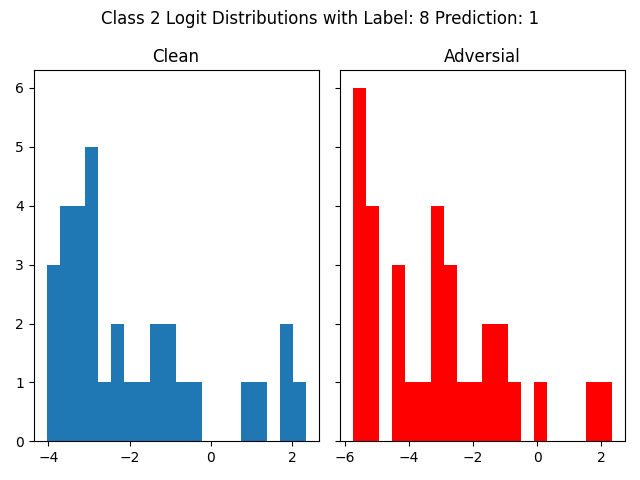 Class 2 Logit Distributions with Label: 8 Prediction: 1
Clean
Adversial
6
5
4
3
2
1
0
−4 −2 0 2
−6 −4 −2 0 2